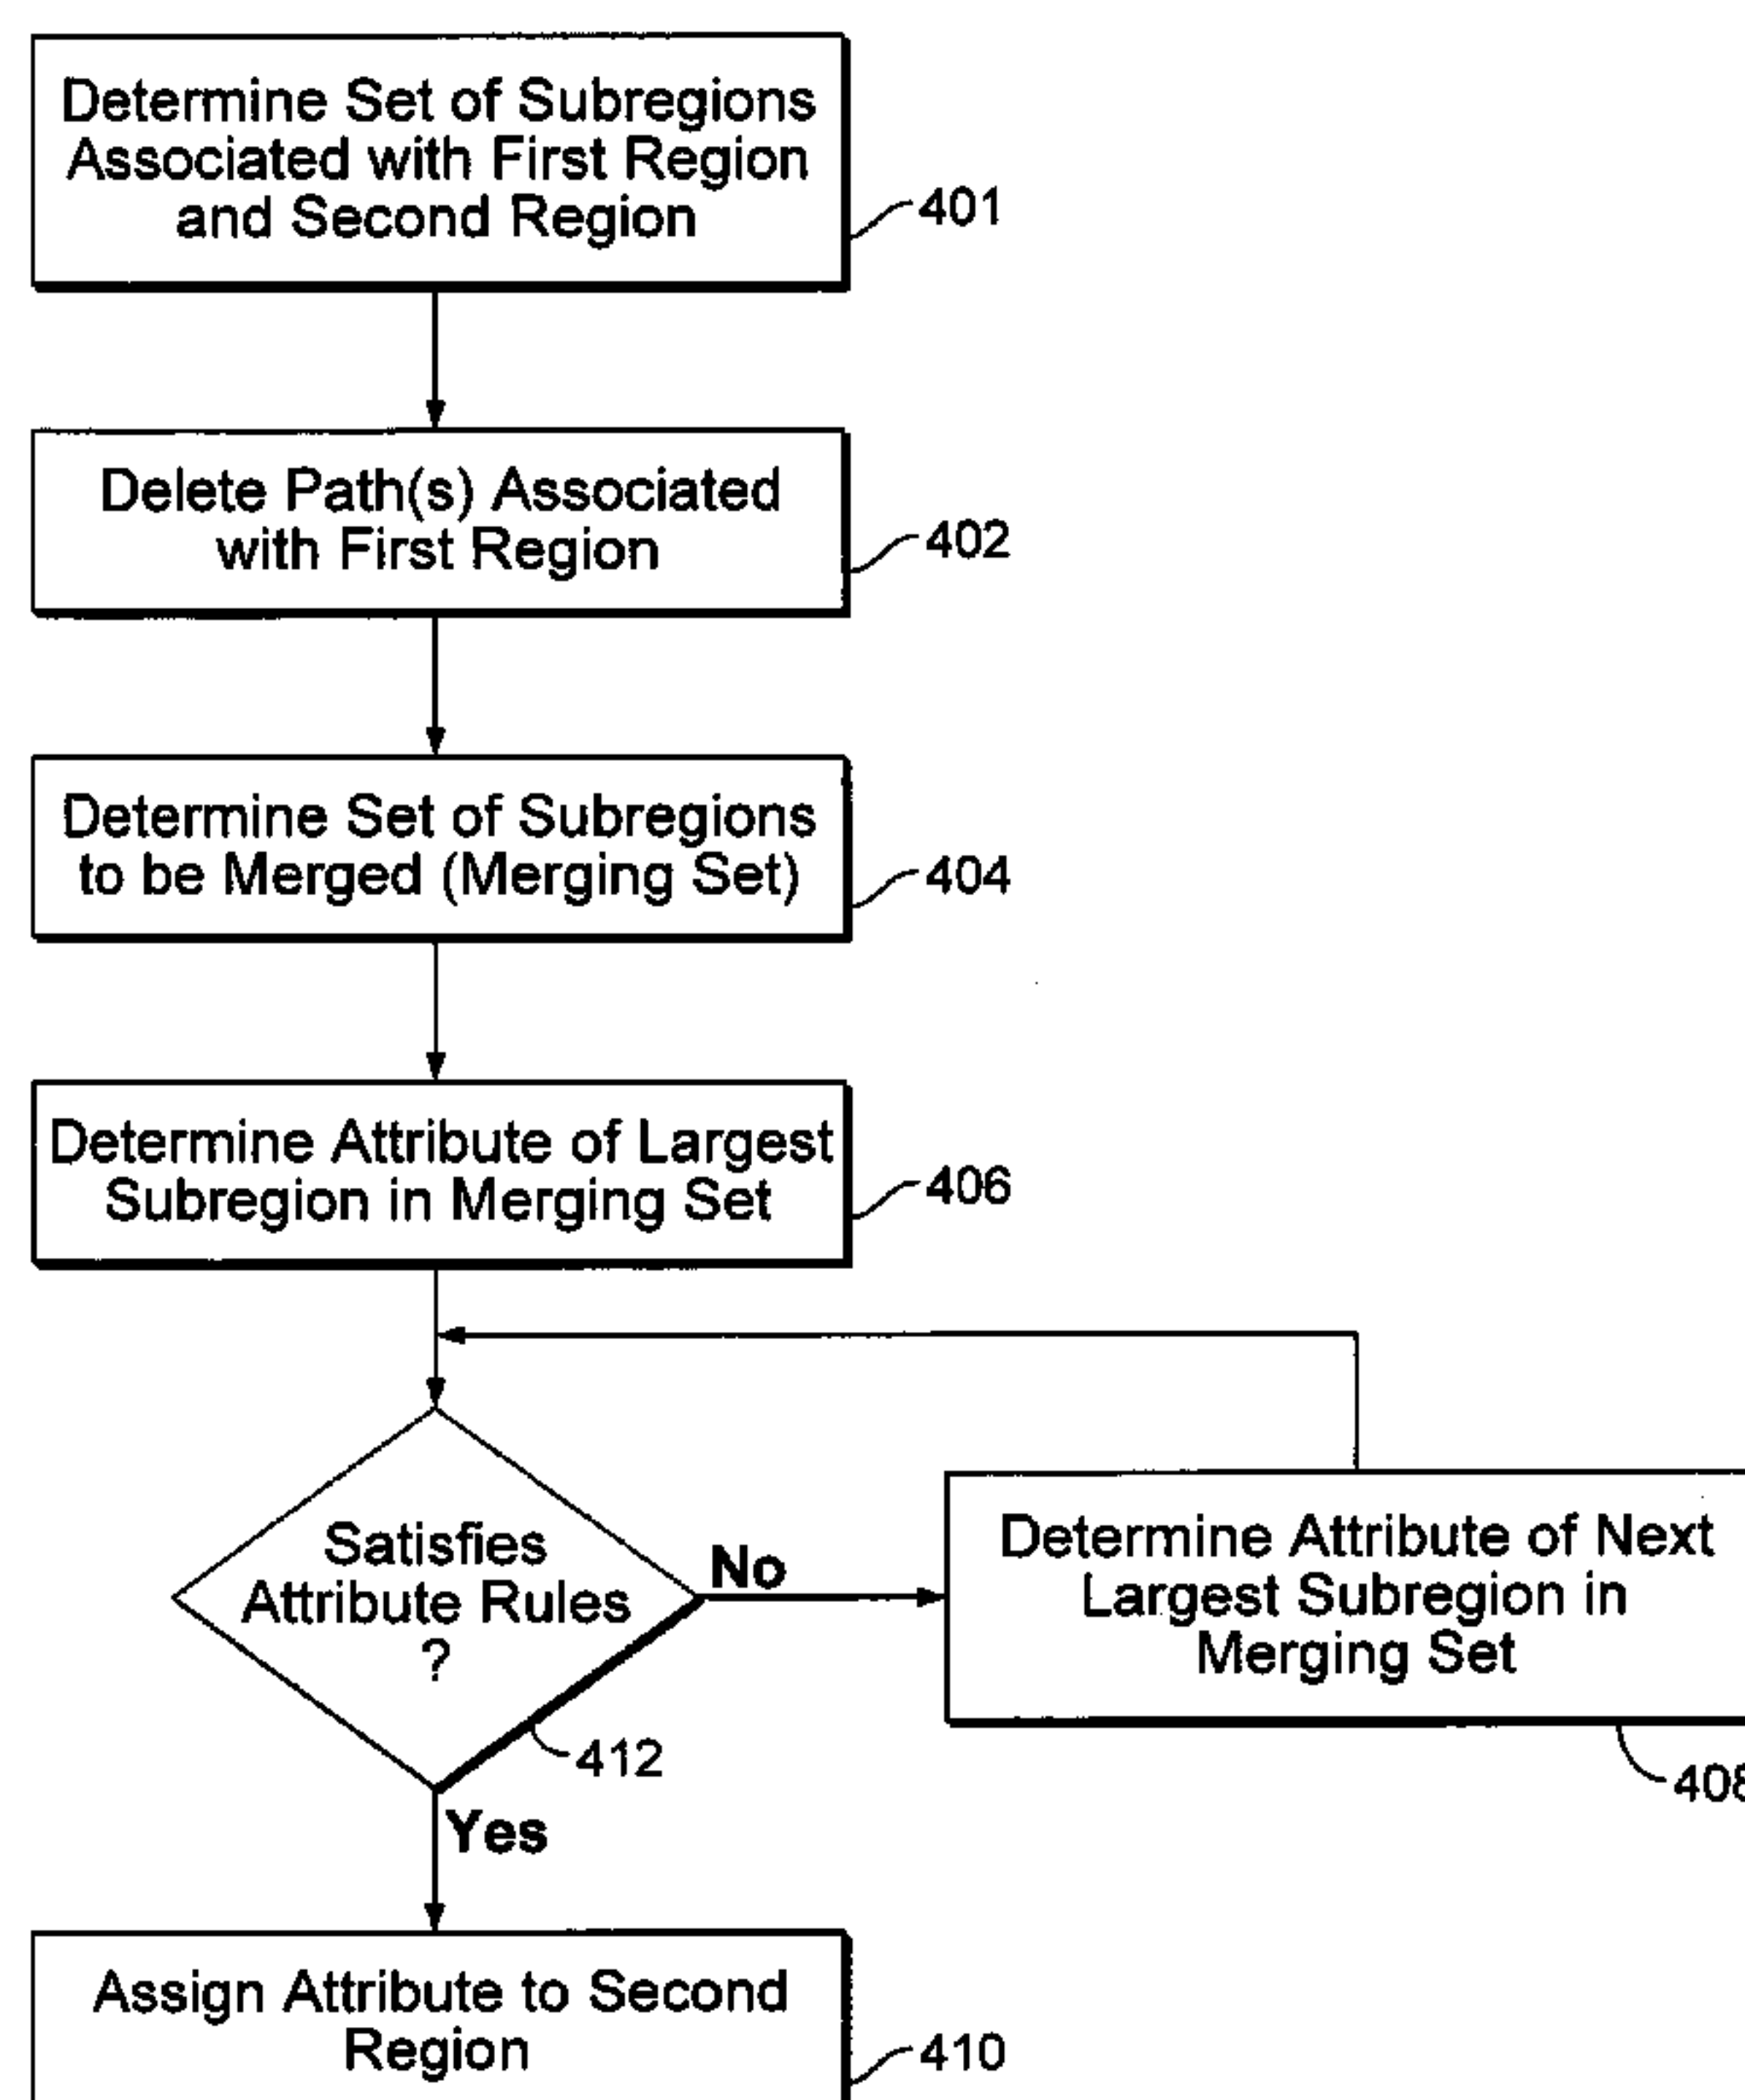 Determine Set of Subregions
Associated with First Region
and Second Region
401
Delete Path(s) Associated
with First Region
402
Determine Set of Subregions
to be Merged (Merging Set)
404
Determine Attribute of Largest
Subregion in Merging Set
406
Satisfies
Attribute Rules
?
No
Determine Attribute of Next
Largest Subregion in
Merging Set
412
408
Yes
Assign Attribute to Second
Region
410